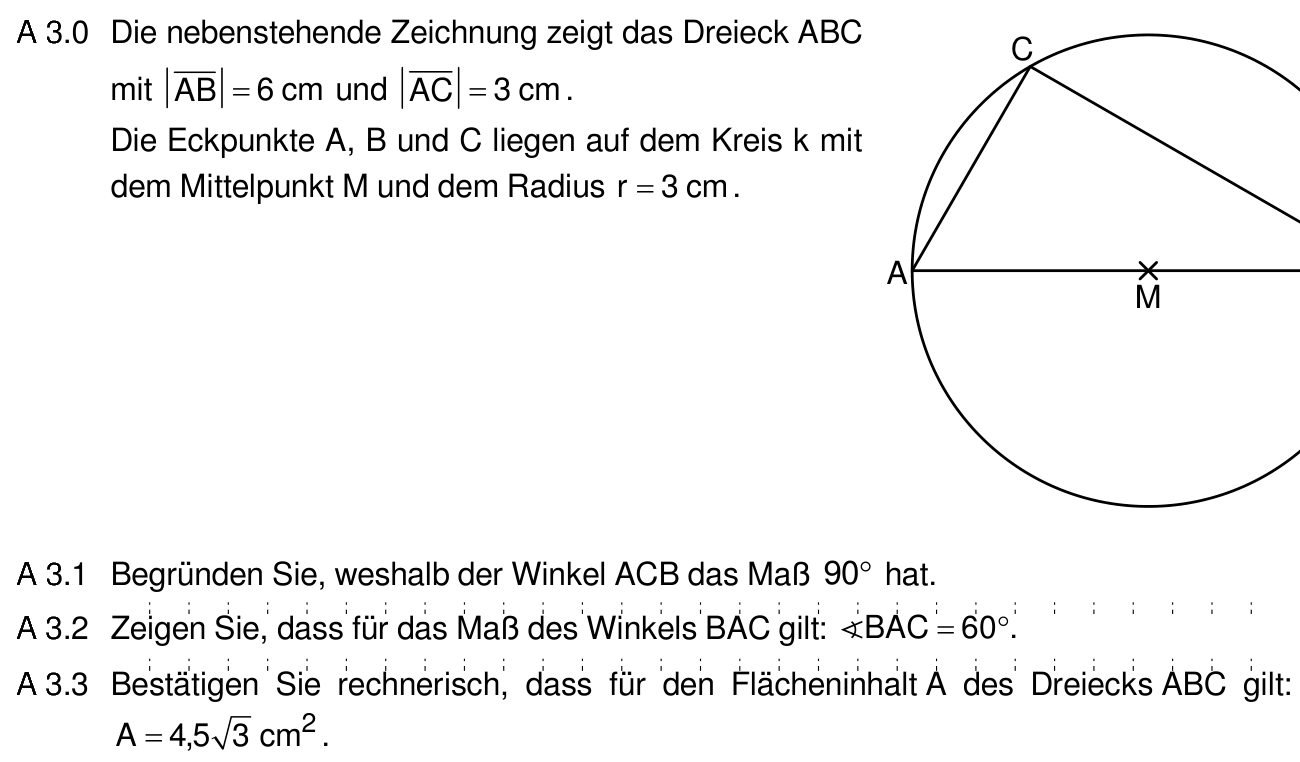 A 3.0 Die nebenstehende Zeichnung zeigt das Dreieck ABC
mit |A̅B̅| = 6 cm und |A̅C̅| = 3 cm.
Die Eckpunkte A, B und C liegen auf dem Kreis k mit
dem Mittelpunkt M und dem Radius r = 3 cm.
C
A
M
A 3.1 Begründen Sie, weshalb der Winkel ACB das Maß 90° hat.
A 3.2 Zeigen Sie, dass für das Maß des Winkels BAC gilt: ∢BAC = 60°.
A 3.3 Bestätigen Sie rechnerisch, dass für den Flächeninhalt A des Dreiecks ABC gilt:
A = 4,5√3 cm².